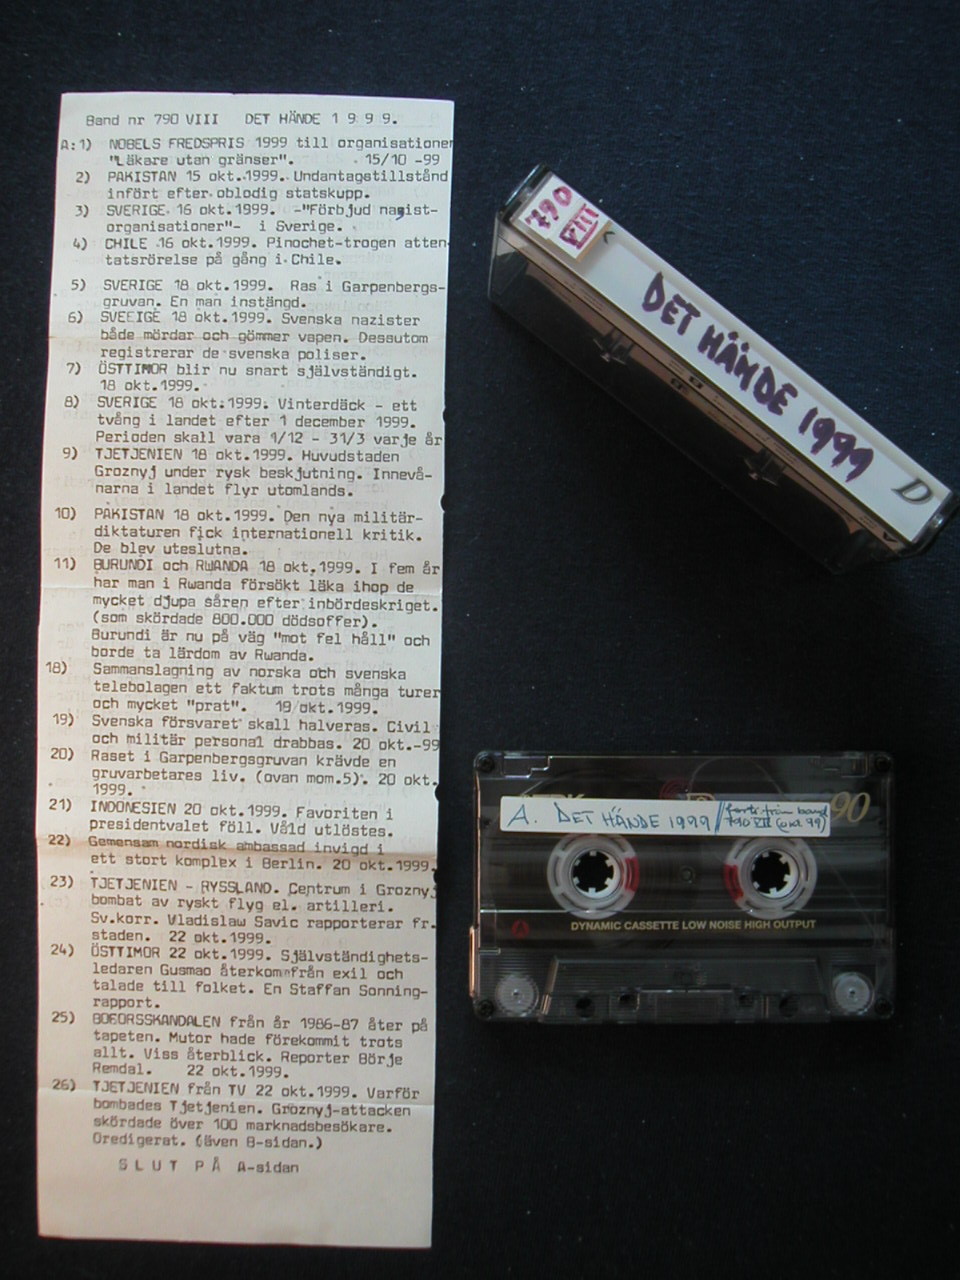 Band nr 790 VIII DET HÄNDE 1 9 9 9.
A:1) NOBELS FREDSPRIS 1999 till organisationer
"Läkare utan gränser". 15/10 -99
2) PAKISTAN 15 okt.1999. Undantagstillstånd
infört efter oblodig statskupp.
3) SVERIGE 16 okt.1999. -"Förbjud nagist-
organisationer"- i Sverige.
4) CHILE 16 okt.1999. Pinochet-trogen atten
tatsrörelse på gång i Chile.
5) SVERIGE 18 okt.1999. Ras i Garpenbergs-
gruvan. En man instängd.
6) SVEEIGE 18 okt.1999. Svenska nazister
både mördar och gömmer vapen. Dessutom
registrerar de svenska poliser.
7) ÖSTTIMOR blir nu snart självständigt.
18 okt.1999.
8) SVERIGE 18 okt.1999. Vinterdäck - ett
tvång i landet efter 1 december 1999.
Perioden skall vara 1/12 - 31/3 varje år
9) TJETJENIEN 18 okt.1999. Huvudstaden
Groznyj under rysk beskjutning. Innevå-
narna i landet flyr utomlands.
10) PAKISTAN 18 okt.1999. Den nya militär-
diktaturen fick internationell kritik.
De blev uteslutna.
11) BURUNDI och RWANDA 18 okt.1999. I fem år
har man i Rwanda försökt läka ihop de
mycket djupa såren efter inbördeskriget.
(som skördade 800.000 dödsoffer).
Burundi är nu på väg "mot fel håll" och
borde ta lärdom av Rwanda.
18) Sammanslagning av norska och svenska
telebolagen ett faktum trots många turer
och mycket "prat". 19 okt.1999.
19) Svenska försvaret skall halveras. Civil
och militär personal drabbas. 20 okt.-99
20) Raset i Garpenbergsgruvan krävde en
gruvarbetares liv. (ovan mom.5). 20 okt.
1999.
21) INDONESIEN 20 okt.1999. Favoriten i
presidentvalet föll. Våld utlöstes.
22) Gemensam nordisk ambassad invigd i
ett stort komplex i Berlin. 20 okt.1999.
23) TJETJENIEN - RYSSLAND. Centrum i Groznyj
bombat av ryskt flyg el. artilleri.
Sv.korr. Wladislaw Savic rapporterar fr.
staden. 22 okt.1999.
24) ÖSTTIMOR 22 okt.1999. Självständighets-
ledaren Gusmao återkom från exil och
talade till folket. En Staffan Sonning-
rapport.
25) BOFORSSKANDALEN från år 1986-87 åter på
tapeten. Mutor hade förekommit trots
allt. Viss återblick. Reporter Börje
Remdal. 22 okt.1999.
26) TJETJENIEN från TV 22 okt.1999. Varför
bombades Tjetjenien. Groznyj-attacken
skördade över 100 marknadsbesökare.
Oredigerat. (även B-sidan.)
S L U T P Å A-sidan
790
VIII
DET HÄNDE 1999
D
A. DET HÄNDE 1999 // forts från band
790 VII (okt. 99)
90
DYNAMIC CASSETTE LOW NOISE HIGH OUTPUT
A